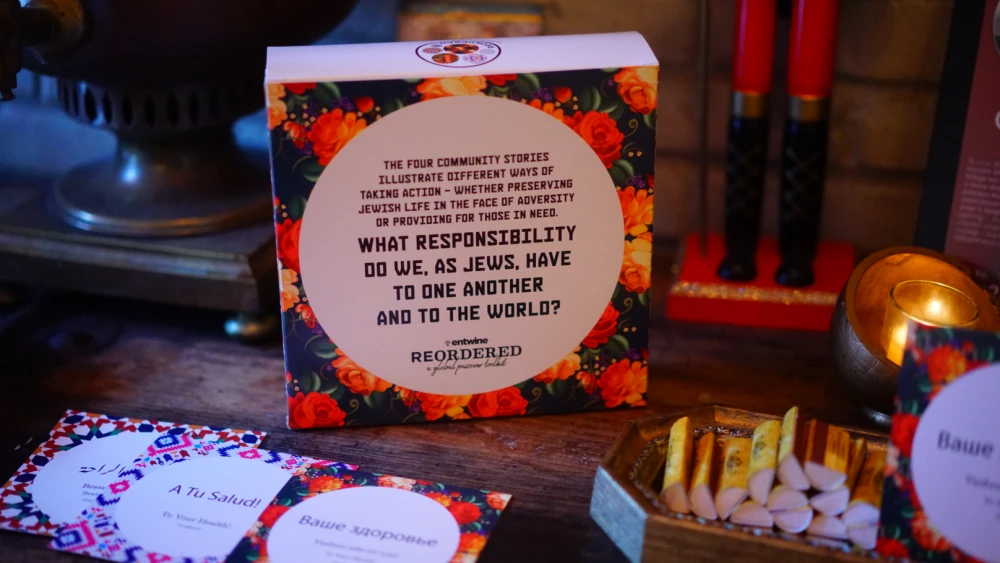 THE FOUR COMMUNITY STORIES
ILLUSTRATE DIFFERENT WAYS OF
TAKING ACTION – WHETHER PRESERVING
JEWISH LIFE IN THE FACE OF ADVERSITY
OR PROVIDING FOR THOSE IN NEED.
WHAT RESPONSIBILITY
DO WE, AS JEWS, HAVE
TO ONE ANOTHER
AND TO THE WORLD?
entwine
REORDERED
a global passover toolkit
A Tu Salud!
To Your Health!
Ваше здоровье
Ваше